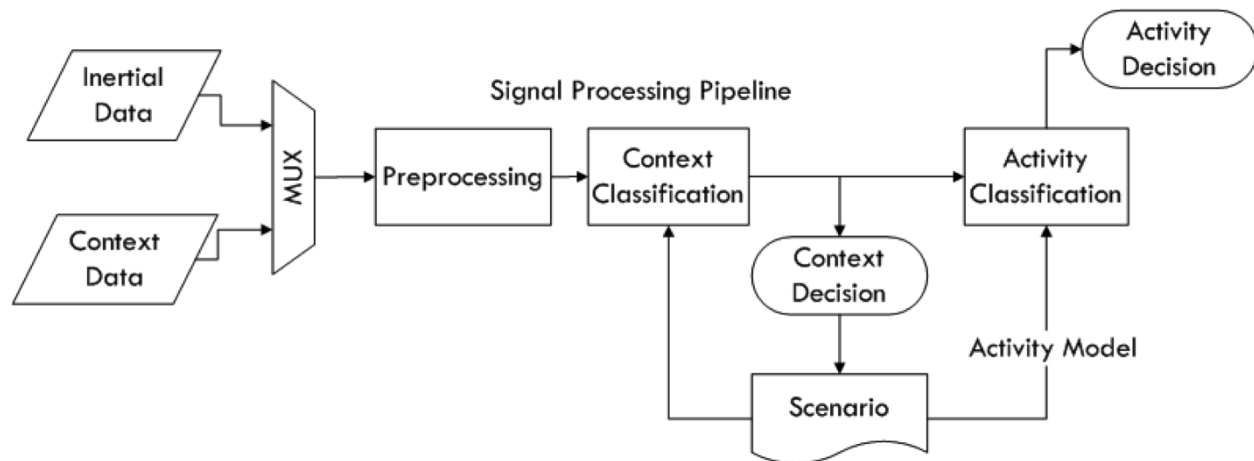 Inertial
Data
Context
Data
MUX
Signal Processing Pipeline
Preprocessing
Context
Classification
Context
Decision
Scenario
Activity Model
Activity
Classification
Activity
Decision